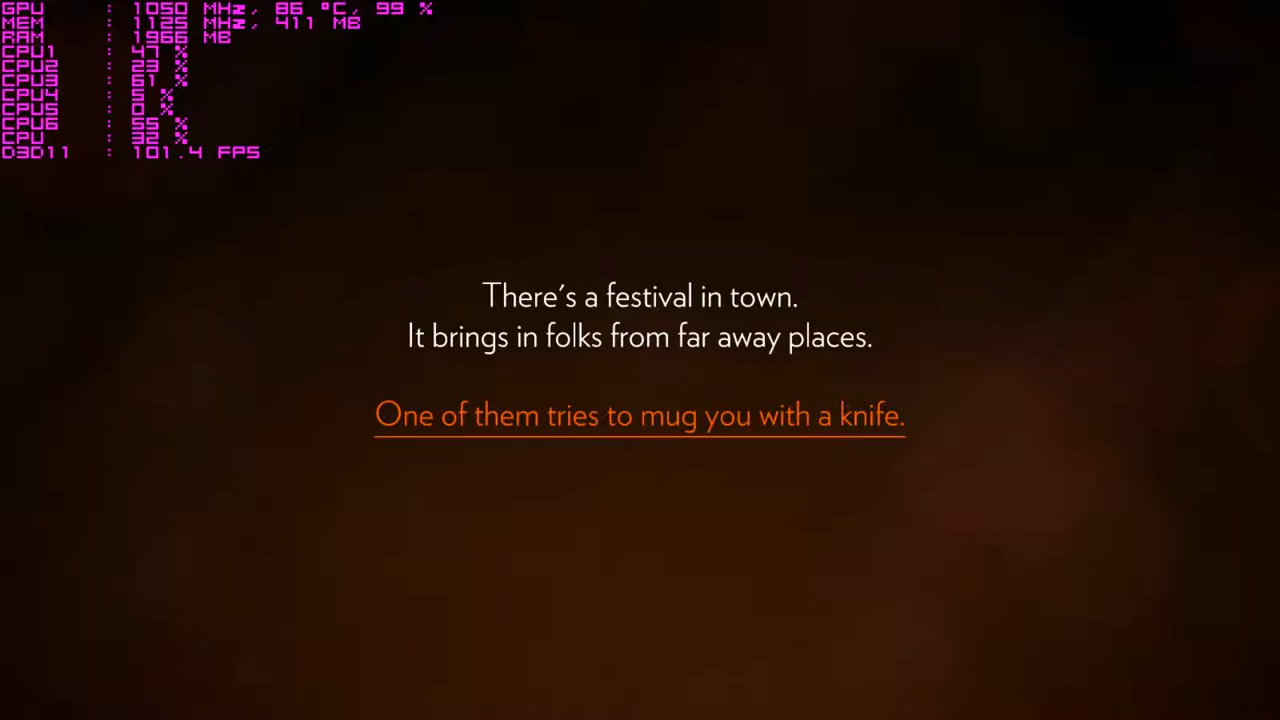 GPU : 1050 MHz, 86 °C, 99 %
MEM : 1125 MHz, 411 MB
RAM : 1966 MB
CPU1 : 47 %
CPU2 : 23 %
CPU3 : 61 %
CPU4 : 5 %
CPU5 : 0 %
CPU6 : 55 %
CPU : 32 %
D3D11 : 101.4 FPS
There's a festival in town.
It brings in folks from far away places.
One of them tries to mug you with a knife.